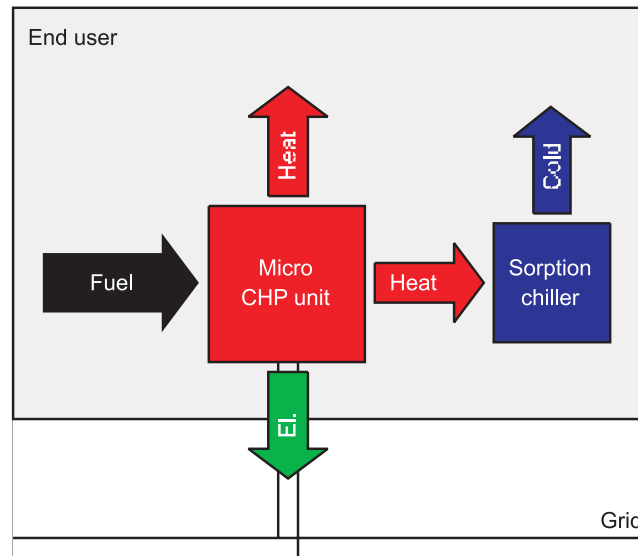 End user
Heat
Cold
Fuel
Micro
CHP unit
Heat
Sorption
chiller
El.
Grid